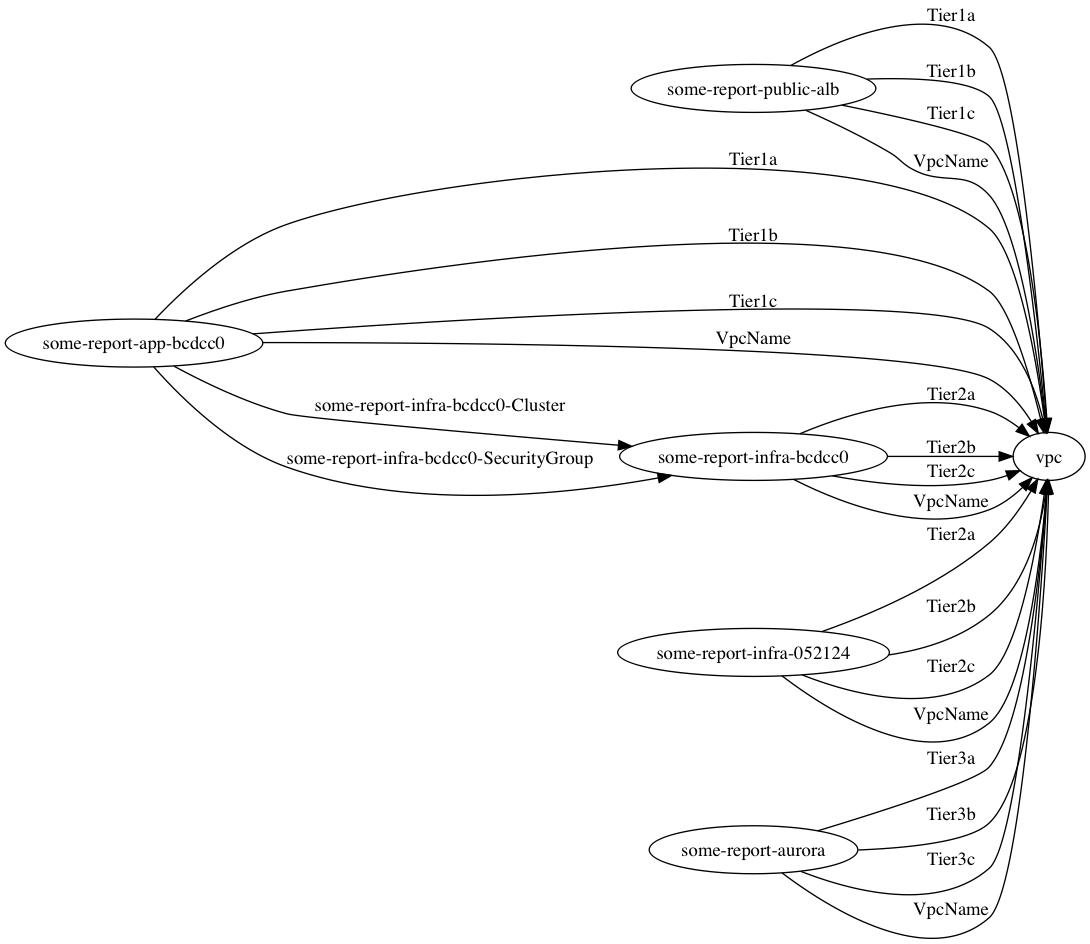 Tier1a
Tier1b
some-report-public-alb
Tier1c
VpcName
Tier1a
Tier1b
Tier1c
VpcName
some-report-app-bcdcc0
Tier2a
some-report-infra-bcdcc0-Cluster
Tier2b
some-report-infra-bcdcc0-SecurityGroup
some-report-infra-bcdcc0
vpc
Tier2c
VpcName
Tier2a
Tier2b
some-report-infra-052124
Tier2c
VpcName
Tier3a
Tier3b
some-report-aurora
Tier3c
VpcName